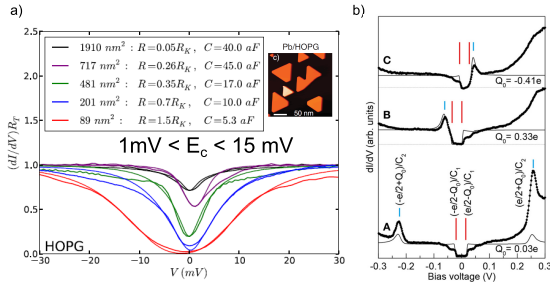 a)
2.5
2.0
1.5
1.0
0.5
0.0
(dI/dV)R_T
1910 nm² : R=0.05R_K , C=40.0 aF
717 nm² : R=0.26R_K , C=45.0 aF
481 nm² : R=0.35R_K , C=17.0 aF
201 nm² : R=0.7R_K , C=10.0 aF
89 nm² : R=1.5R_K , C=5.3 aF
c)
Pb/HOPG
50 nm
1mV < E_c < 15 mV
HOPG
−30 −20 −10 0 10 20 30
V (mV)
b)
dI/dV (arb. units)
C
Q₀=-0.41e
B
Q₀=0.33e
(-e/2+Q₀)/C₂
(-e/2-Q₀)/C₁
(e/2-Q₀)/C₁
(e/2+Q₀)/C₂
A
Q₀=0.03e
-0.3 -0.2 -0.1 0 0.1 0.2 0.3
Bias voltage (V)